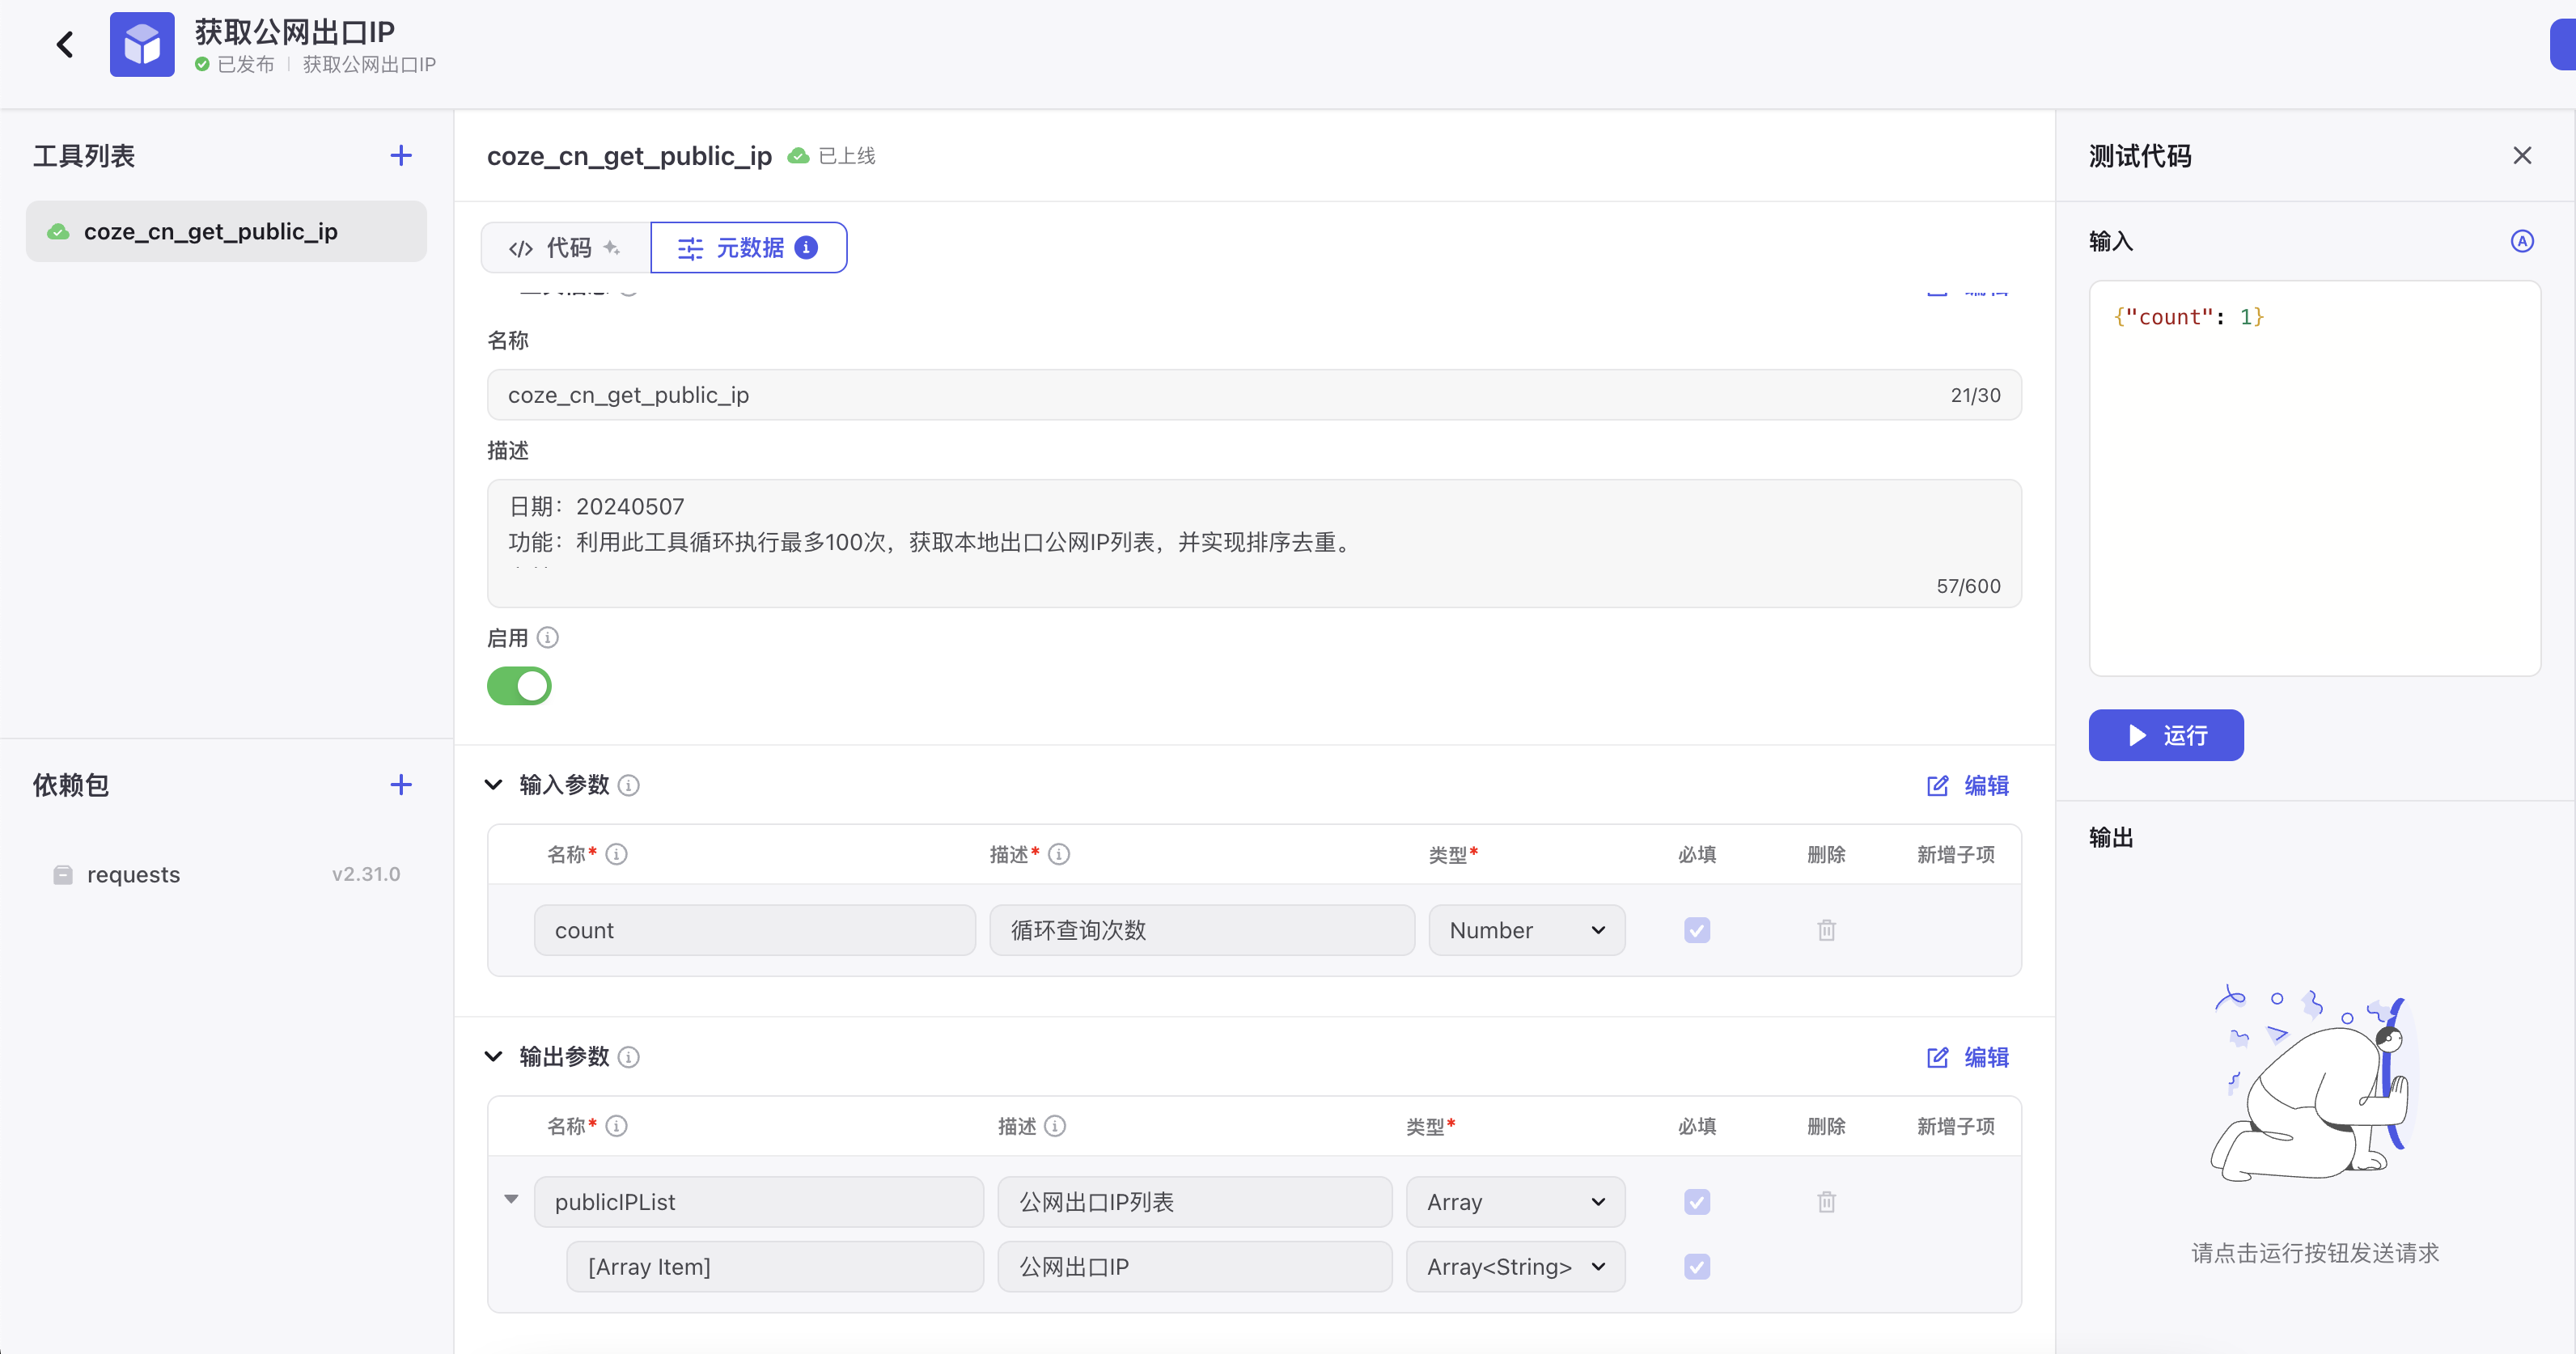 获取公网出口IP
已发布
获取公网出口IP
工具列表
coze_cn_get_public_ip
依赖包
requests
v2.31.0
coze_cn_get_public_ip
已上线
代码
元数据
名称
coze_cn_get_public_ip
21/30
描述
日期：20240507
功能：利用此工具循环执行最多100次，获取本地出口公网IP列表，并实现排序去重。
57/600
启用
输入参数
编辑
名称* 描述* 类型* 必填 删除 新增子项
count 循环查询次数 Number
输出参数
编辑
名称* 描述 类型* 必填 删除 新增子项
publicIPList 公网出口IP列表 Array
[Array Item] 公网出口IP Array<String>
测试代码
输入
A
{"count": 1}
运行
输出
请点击运行按钮发送请求